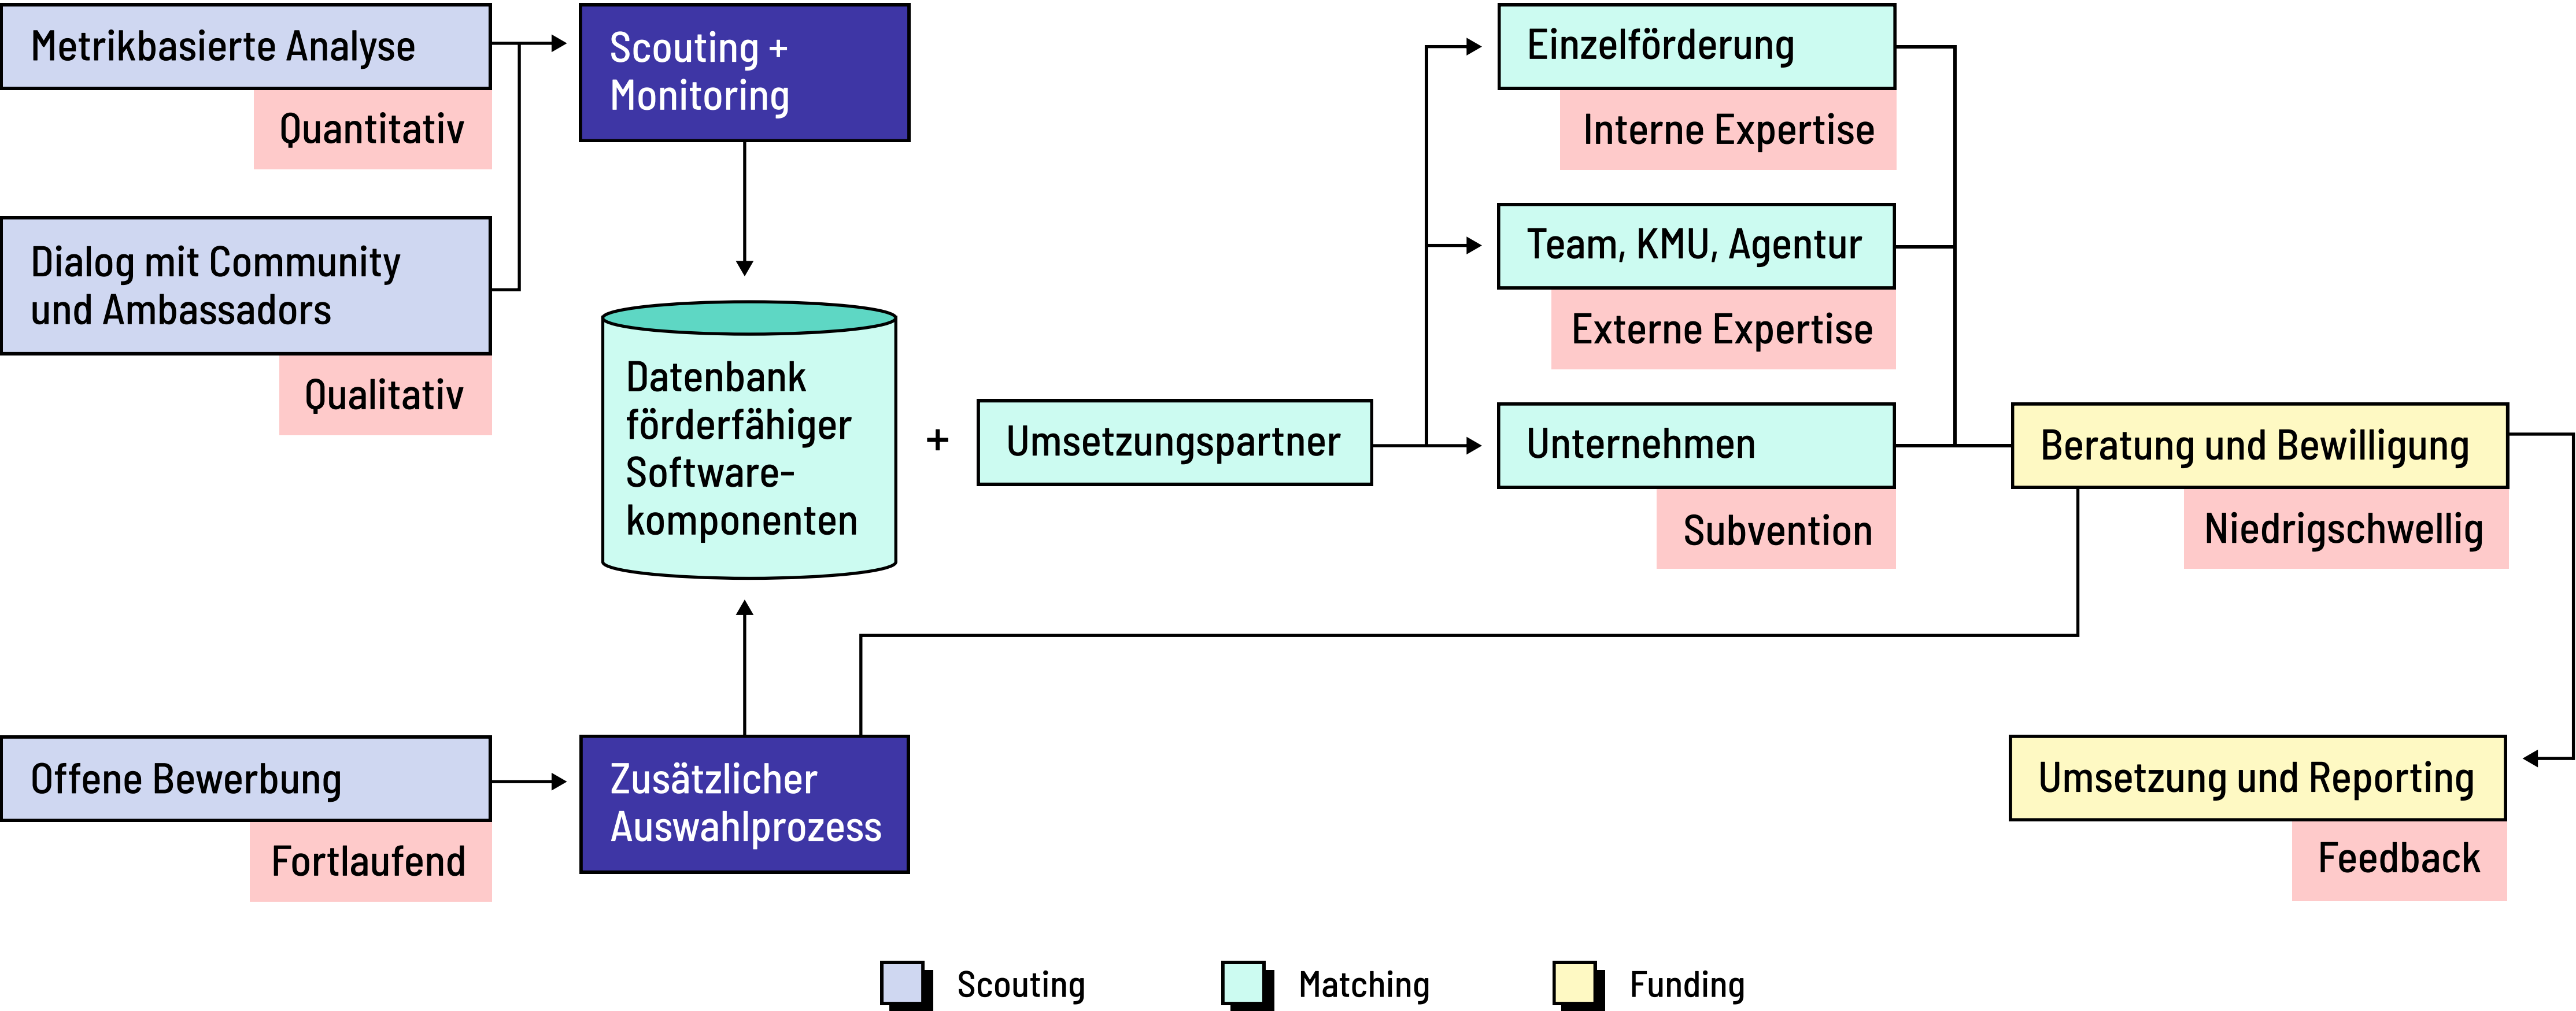 Metrikbasierte Analyse
Quantitativ
Dialog mit Community
und Ambassadors
Qualitativ
Offene Bewerbung
Fortlaufend
Scouting +
Monitoring
Datenbank
förderfähiger
Software-
komponenten
Zusätzlicher
Auswahlprozess
+
Umsetzungspartner
Einzelförderung
Interne Expertise
Team, KMU, Agentur
Externe Expertise
Unternehmen
Subvention
Beratung und Bewilligung
Niedrigschwellig
Umsetzung und Reporting
Feedback
Scouting
Matching
Funding